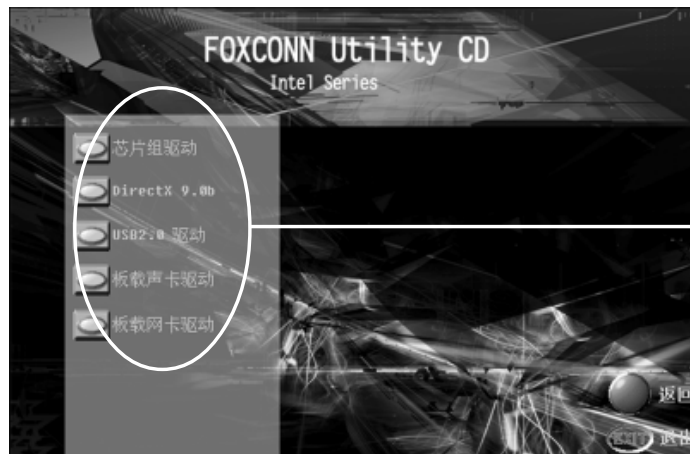 FOXCONN Utility CD
Intel Series
芯片组驱动
DirectX 9.0b
USB2.0 驱动
板载声卡驱动
板载网卡驱动
返回
EXIT 退出